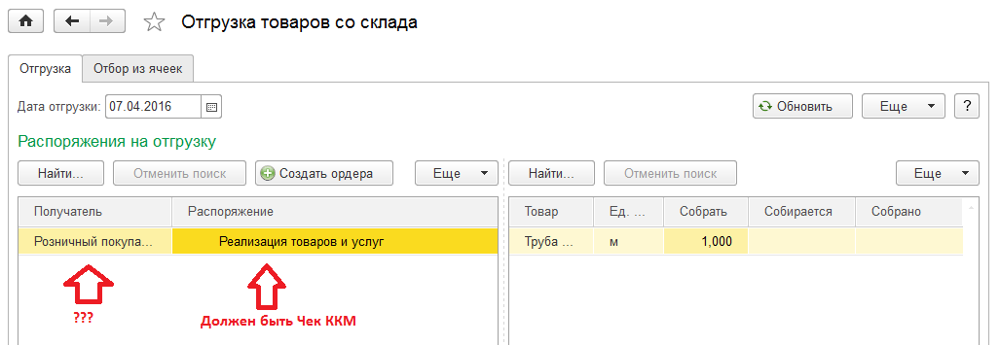 Отгрузка товаров со склада
Отгрузка Отбор из ячеек
Дата отгрузки: 07.04.2016 Обновить Еще ?
Распоряжения на отгрузку
Найти... Отменить поиск Создать ордера Еще Найти... Отменить поиск Еще
Получатель Распоряжение Товар Ед. ... Собрать Собирается Собрано
Розничный покупа... Реализация товаров и услуг Труба ... м 1,000
??? Должен быть Чек ККМ